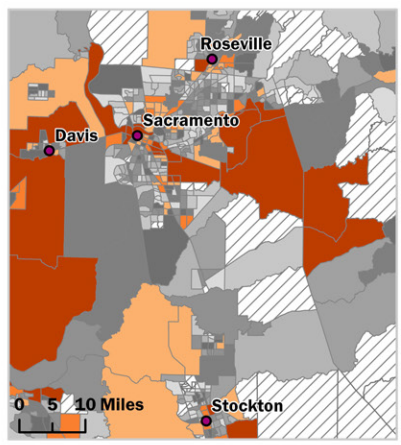 Roseville
Sacramento
Davis
0 5 10 Miles
Stockton